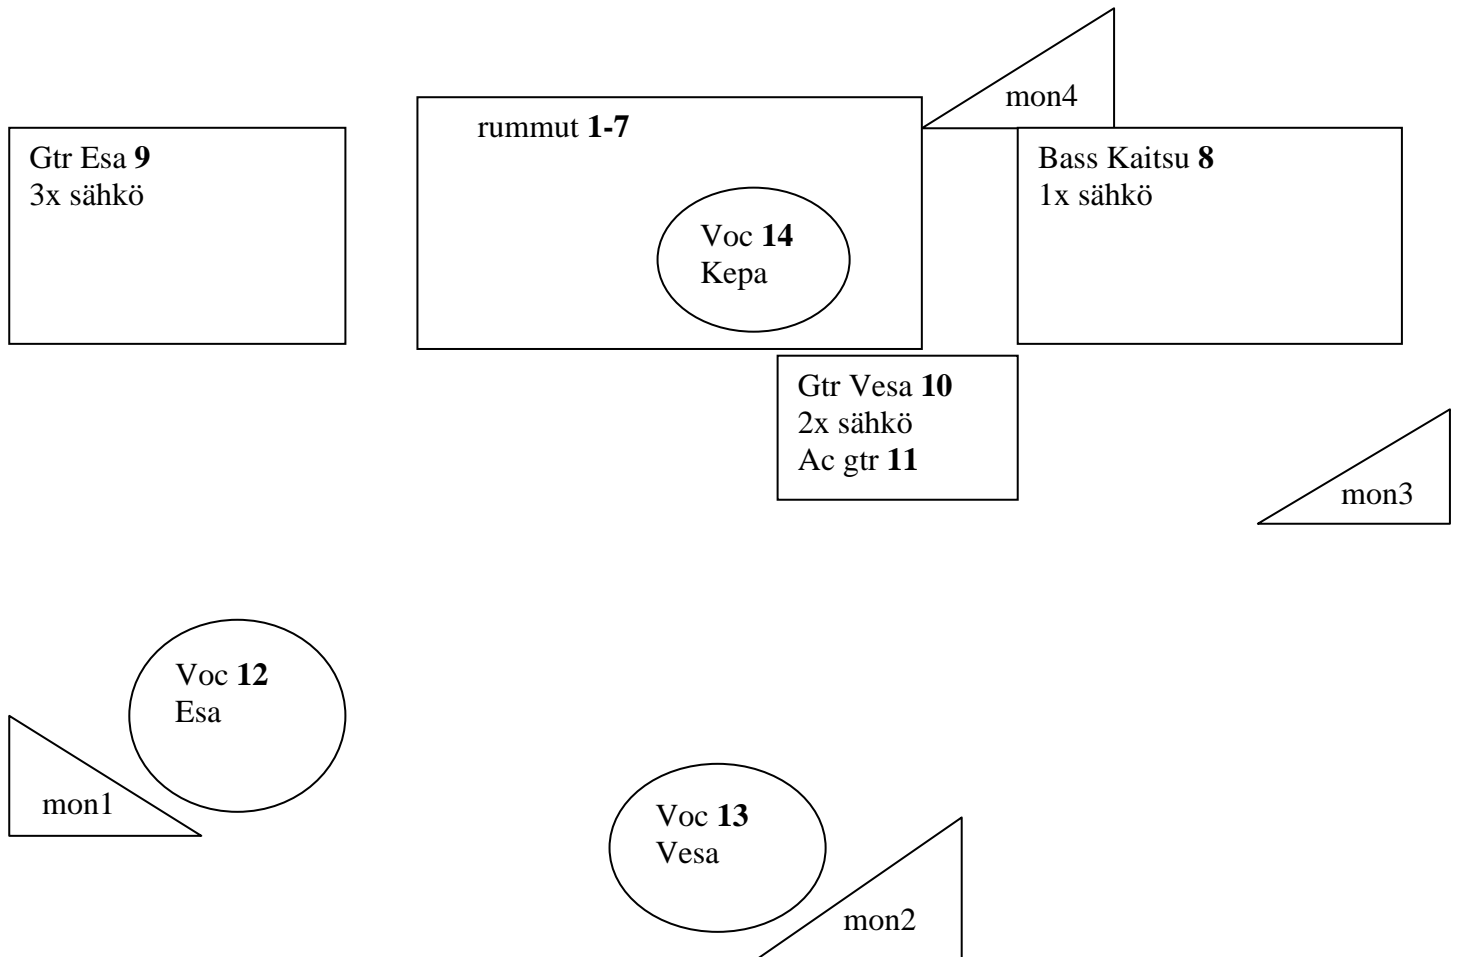 mon4
rummut 1-7
Gtr Esa 9
3x sähkö
Bass Kaitsu 8
1x sähkö
Voc 14
Kepa
Gtr Vesa 10
2x sähkö
Ac gtr 11
mon3
Voc 12
Esa
mon1
Voc 13
Vesa
mon2